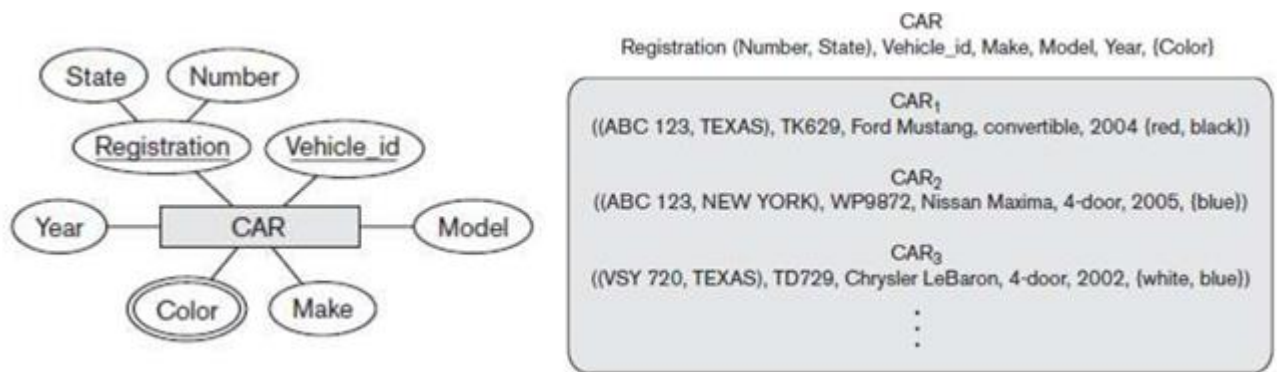 State
Number
Registration
Vehicle_id
Year
CAR
Model
Color
Make
CAR
Registration (Number, State), Vehicle_id, Make, Model, Year, {Color}
CAR₁
((ABC 123, TEXAS), TK629, Ford Mustang, convertible, 2004 {red, black})
CAR₂
((ABC 123, NEW YORK), WP9872, Nissan Maxima, 4-door, 2005, {blue})
CAR₃
((VSY 720, TEXAS), TD729, Chrysler LeBaron, 4-door, 2002, {white, blue})